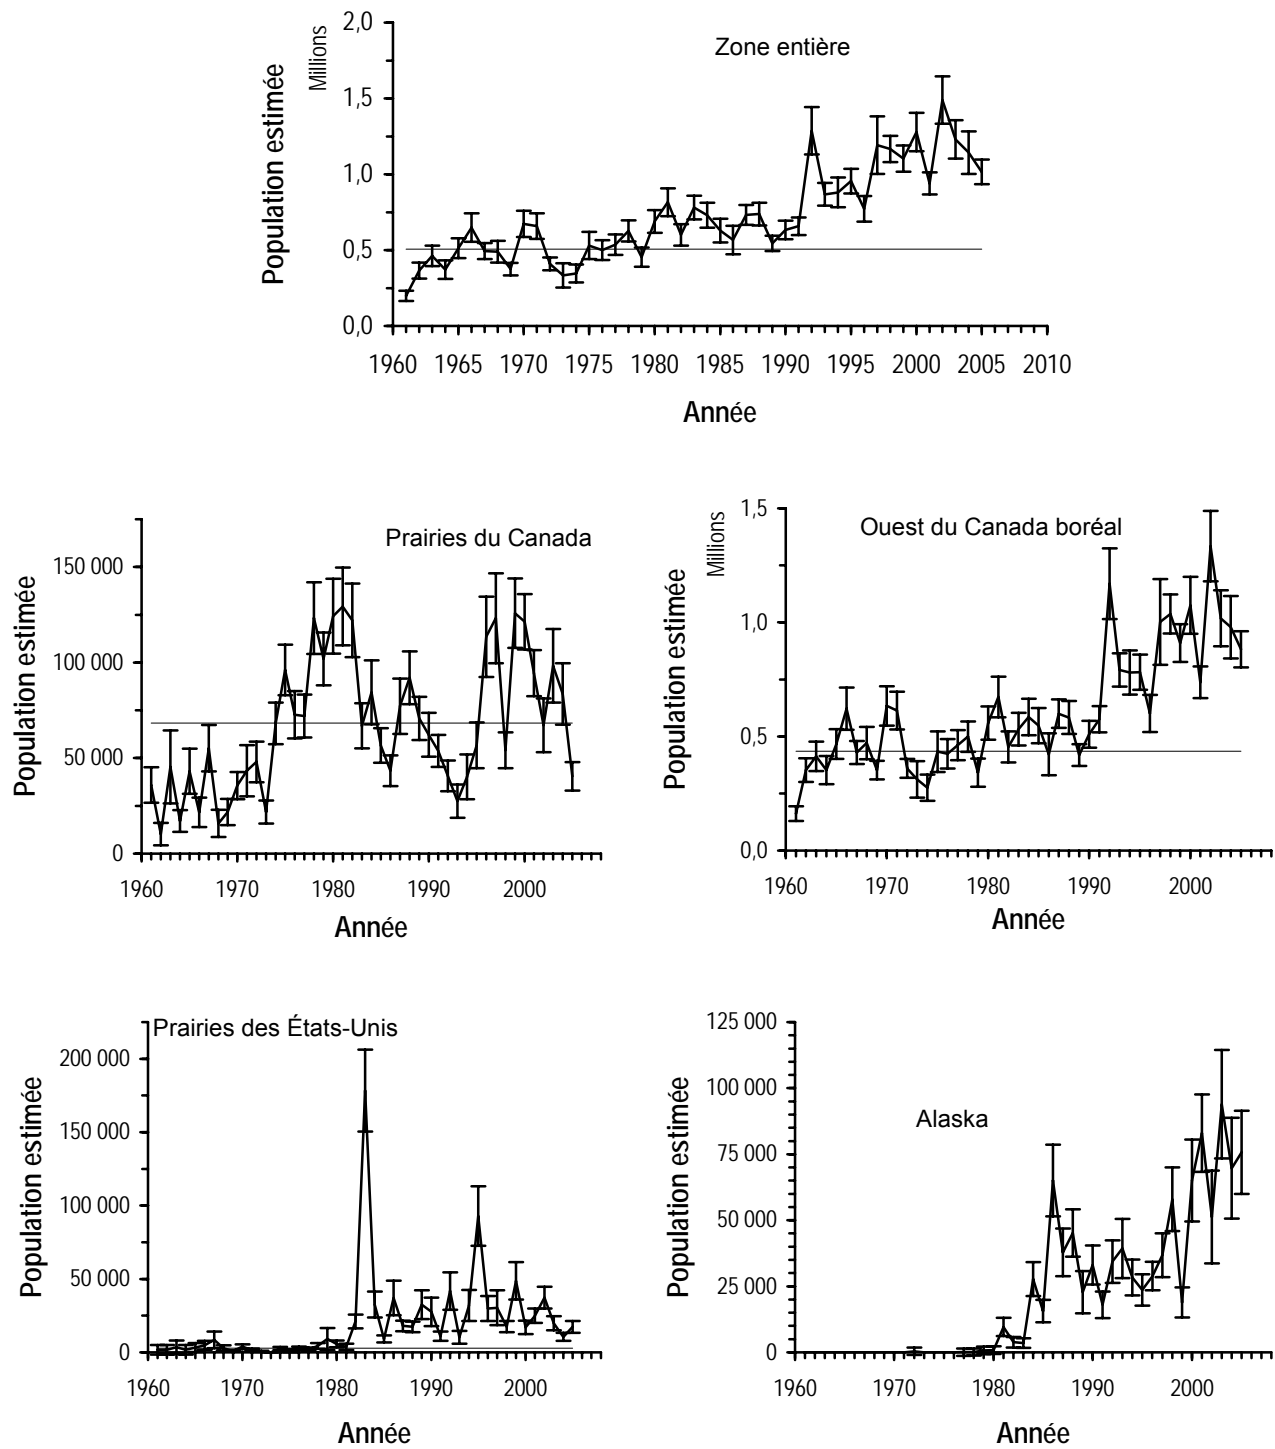 Zone entière
Millions
Population estimée
2,0
1,5
1,0
0,5
0,0
1960 1965 1970 1975 1980 1985 1990 1995 2000 2005 2010
Année
Prairies du Canada
Population estimée
150 000
100 000
50 000
0
1960 1970 1980 1990 2000
Année
Ouest du Canada boréal
Millions
Population estimée
1,5
1,0
0,5
0,0
1960 1970 1980 1990 2000
Année
Prairies des États-Unis
Population estimée
200 000
150 000
100 000
50 000
0
1960 1970 1980 1990 2000
Année
Alaska
Population estimée
125 000
100 000
75 000
50 000
25 000
0
1960 1970 1980 1990 2000
Année